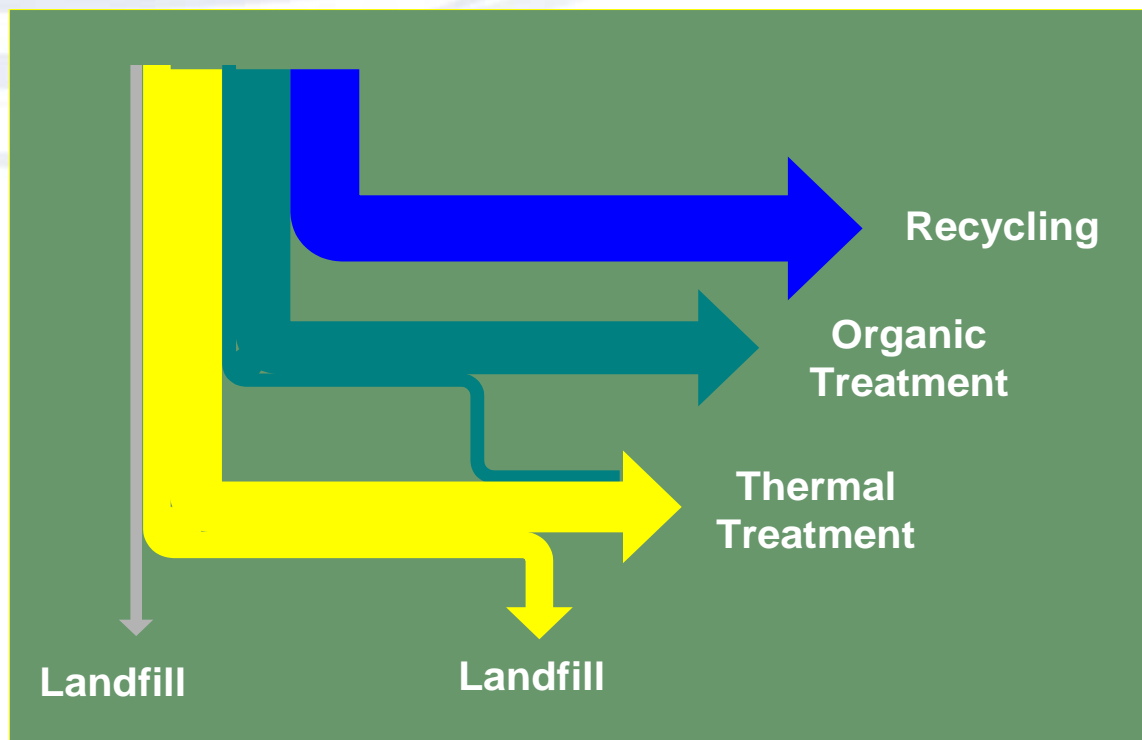 Recycling
Organic
Treatment
Thermal
Treatment
Landfill
Landfill